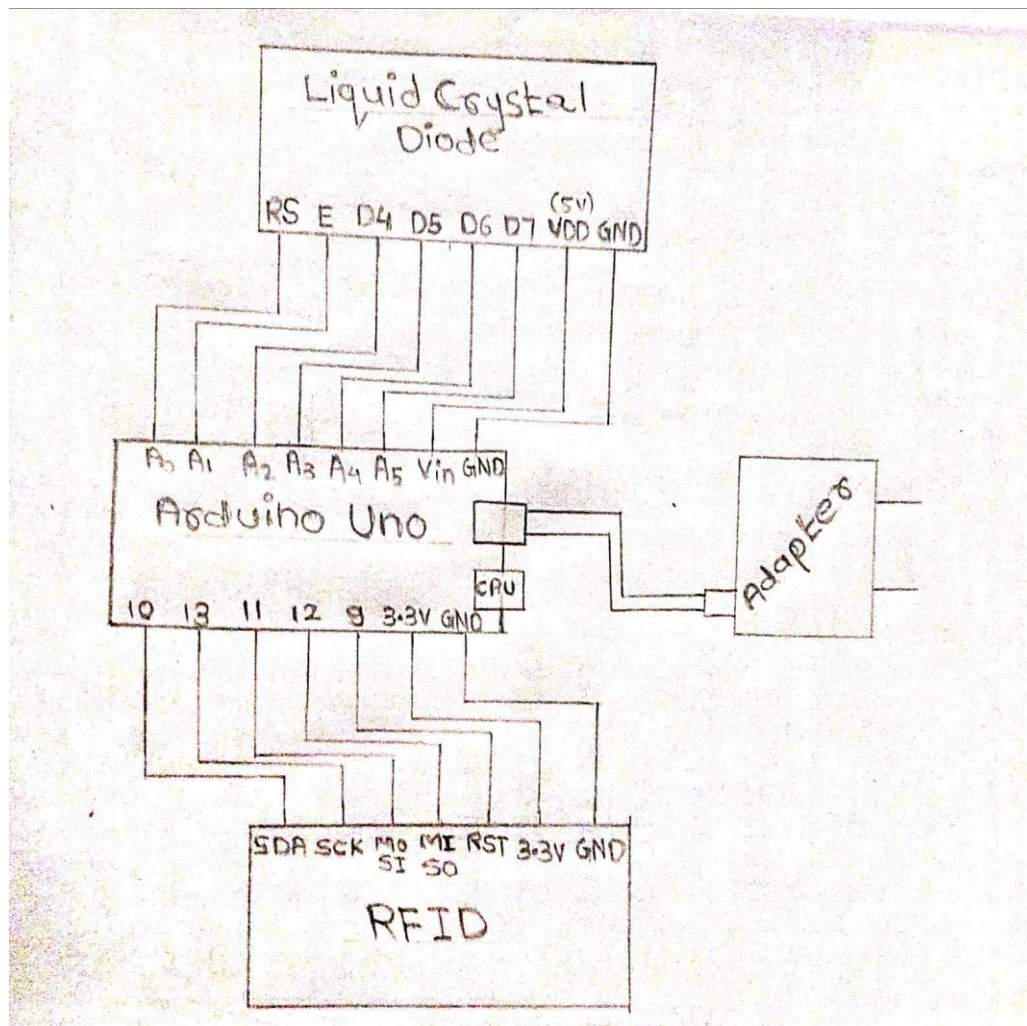 Liquid Crystal
Diode
(5V)
RS E D4 D5 D6 D7 VDD GND
A0 A1 A2 A3 A4 A5 Vin GND
Arduino Uno
CPU
10 13 11 12 9 3.3V GND
Adapter
SDA SCK MO MI RST 3.3V GND
SI SO
RFID